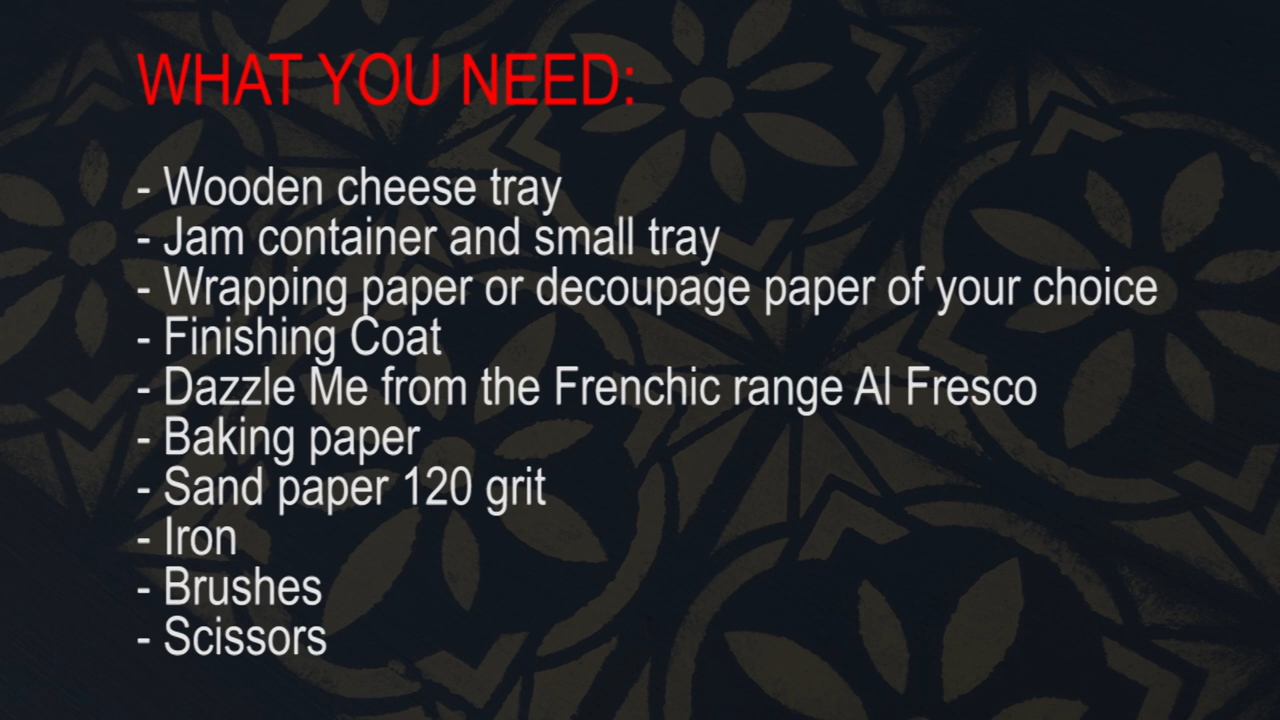 WHAT YOU NEED:
- Wooden cheese tray
- Jam container and small tray
- Wrapping paper or decoupage paper of your choice
- Finishing Coat
- Dazzle Me from the Frenchic range Al Fresco
- Baking paper
- Sand paper 120 grit
- Iron
- Brushes
- Scissors